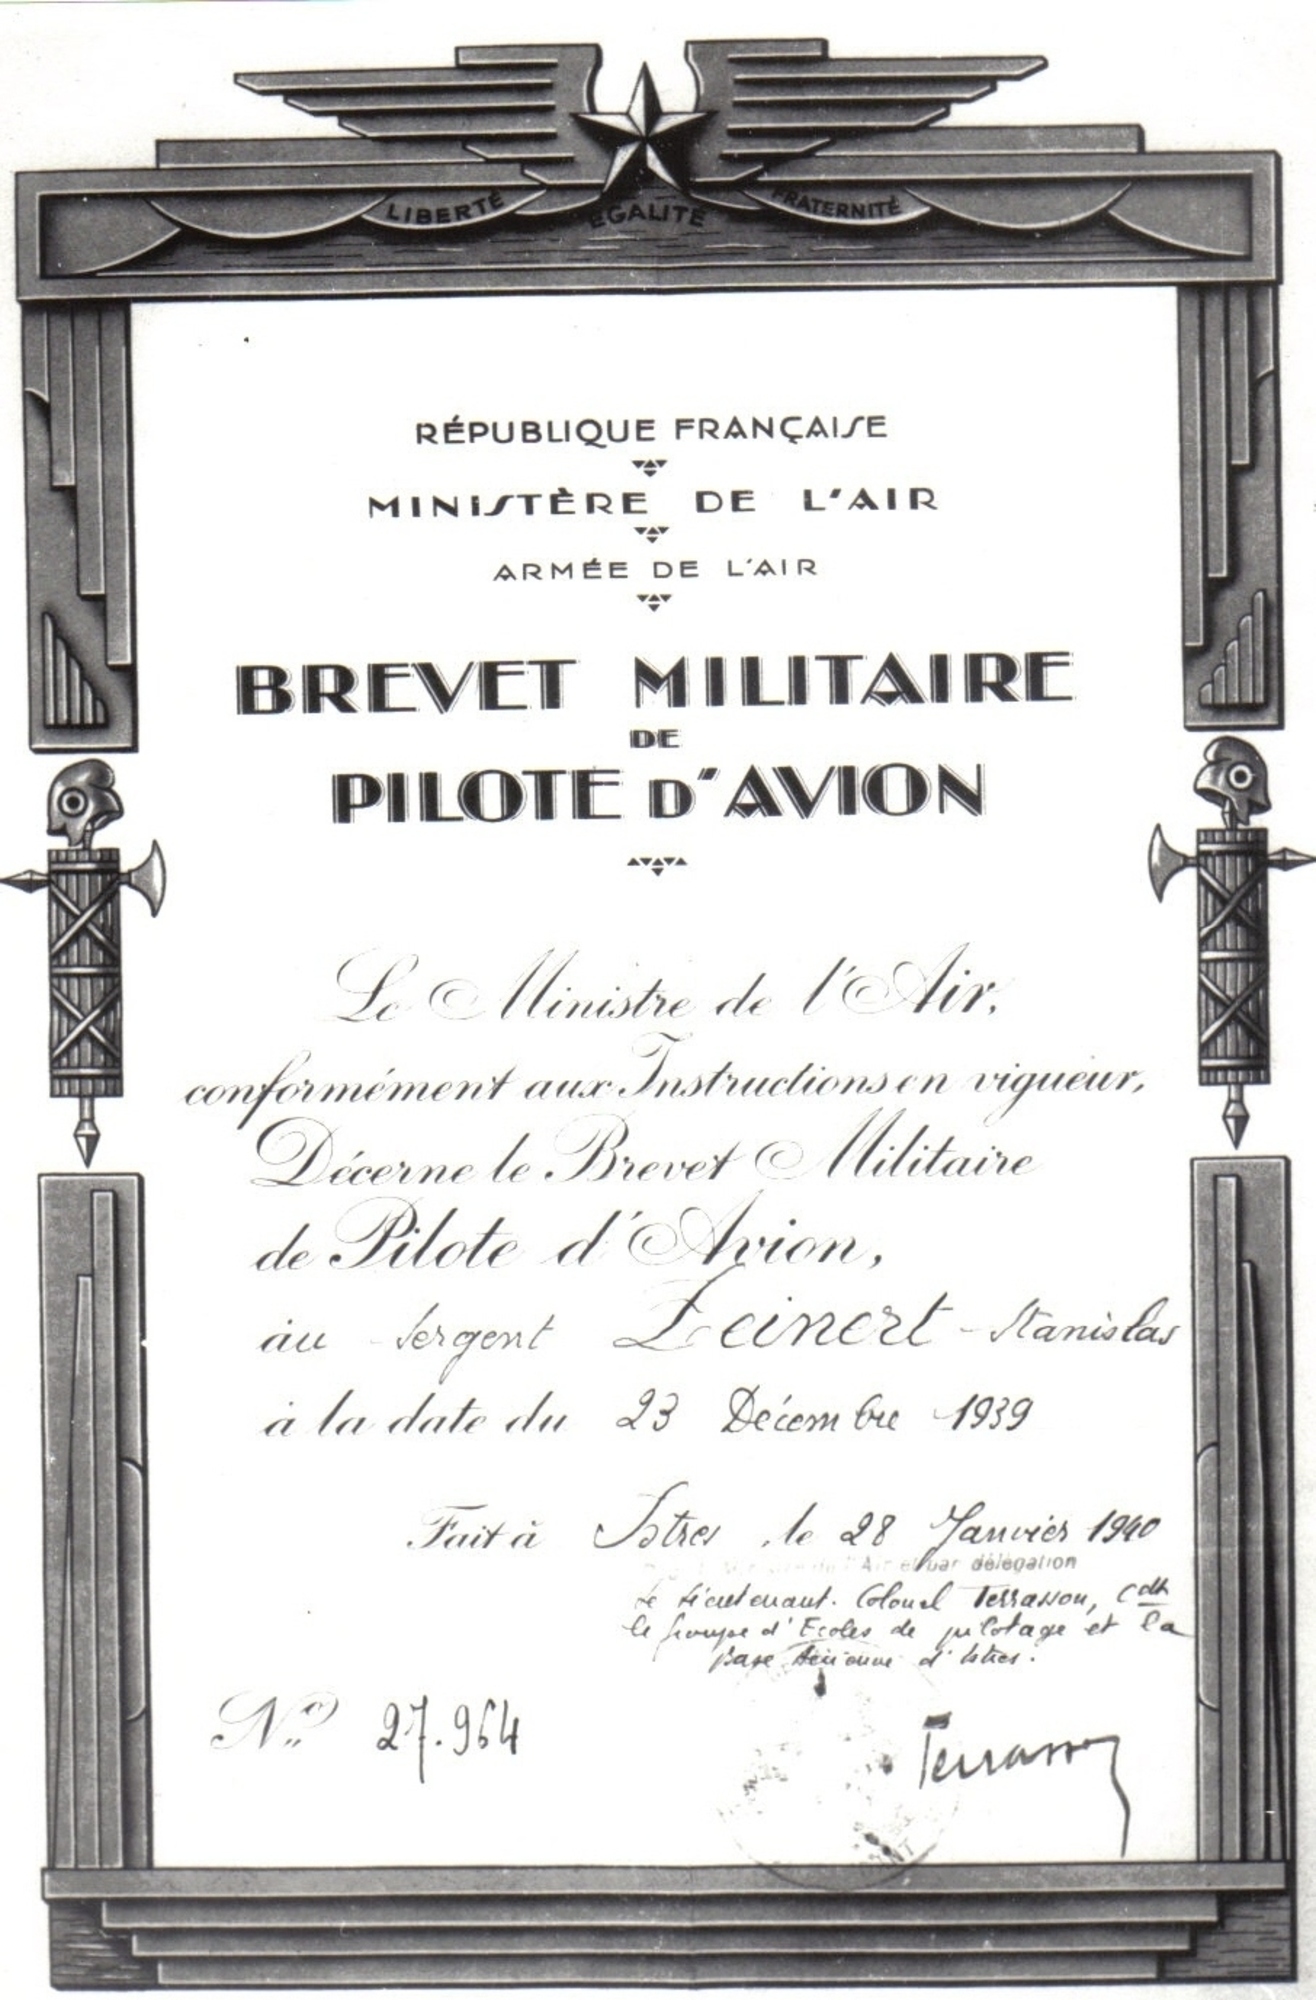 LIBERTÉ
ÉGALITÉ
FRATERNITÉ
RÉPUBLIQUE FRANÇAISE
MINISTÈRE DE L'AIR
ARMÉE DE L'AIR
BREVET MILITAIRE
DE
PILOTE D'AVION
Le Ministre de l'Air,
conformément aux Instructions en vigueur,
Décerne le Brevet Militaire
de Pilote d'Avion,
au Sergent Zeinert - Stanislas
à la date du 23 Décembre 1939
Fait à Istres, le 28 Janvier 1940
de l'Air et par délégation
Le Lieutenant. Colonel Terrasson, Cdt
le Groupe d'Ecoles de pilotage et la
Base Aérienne d'Istres.
No 27.964
Terrasson